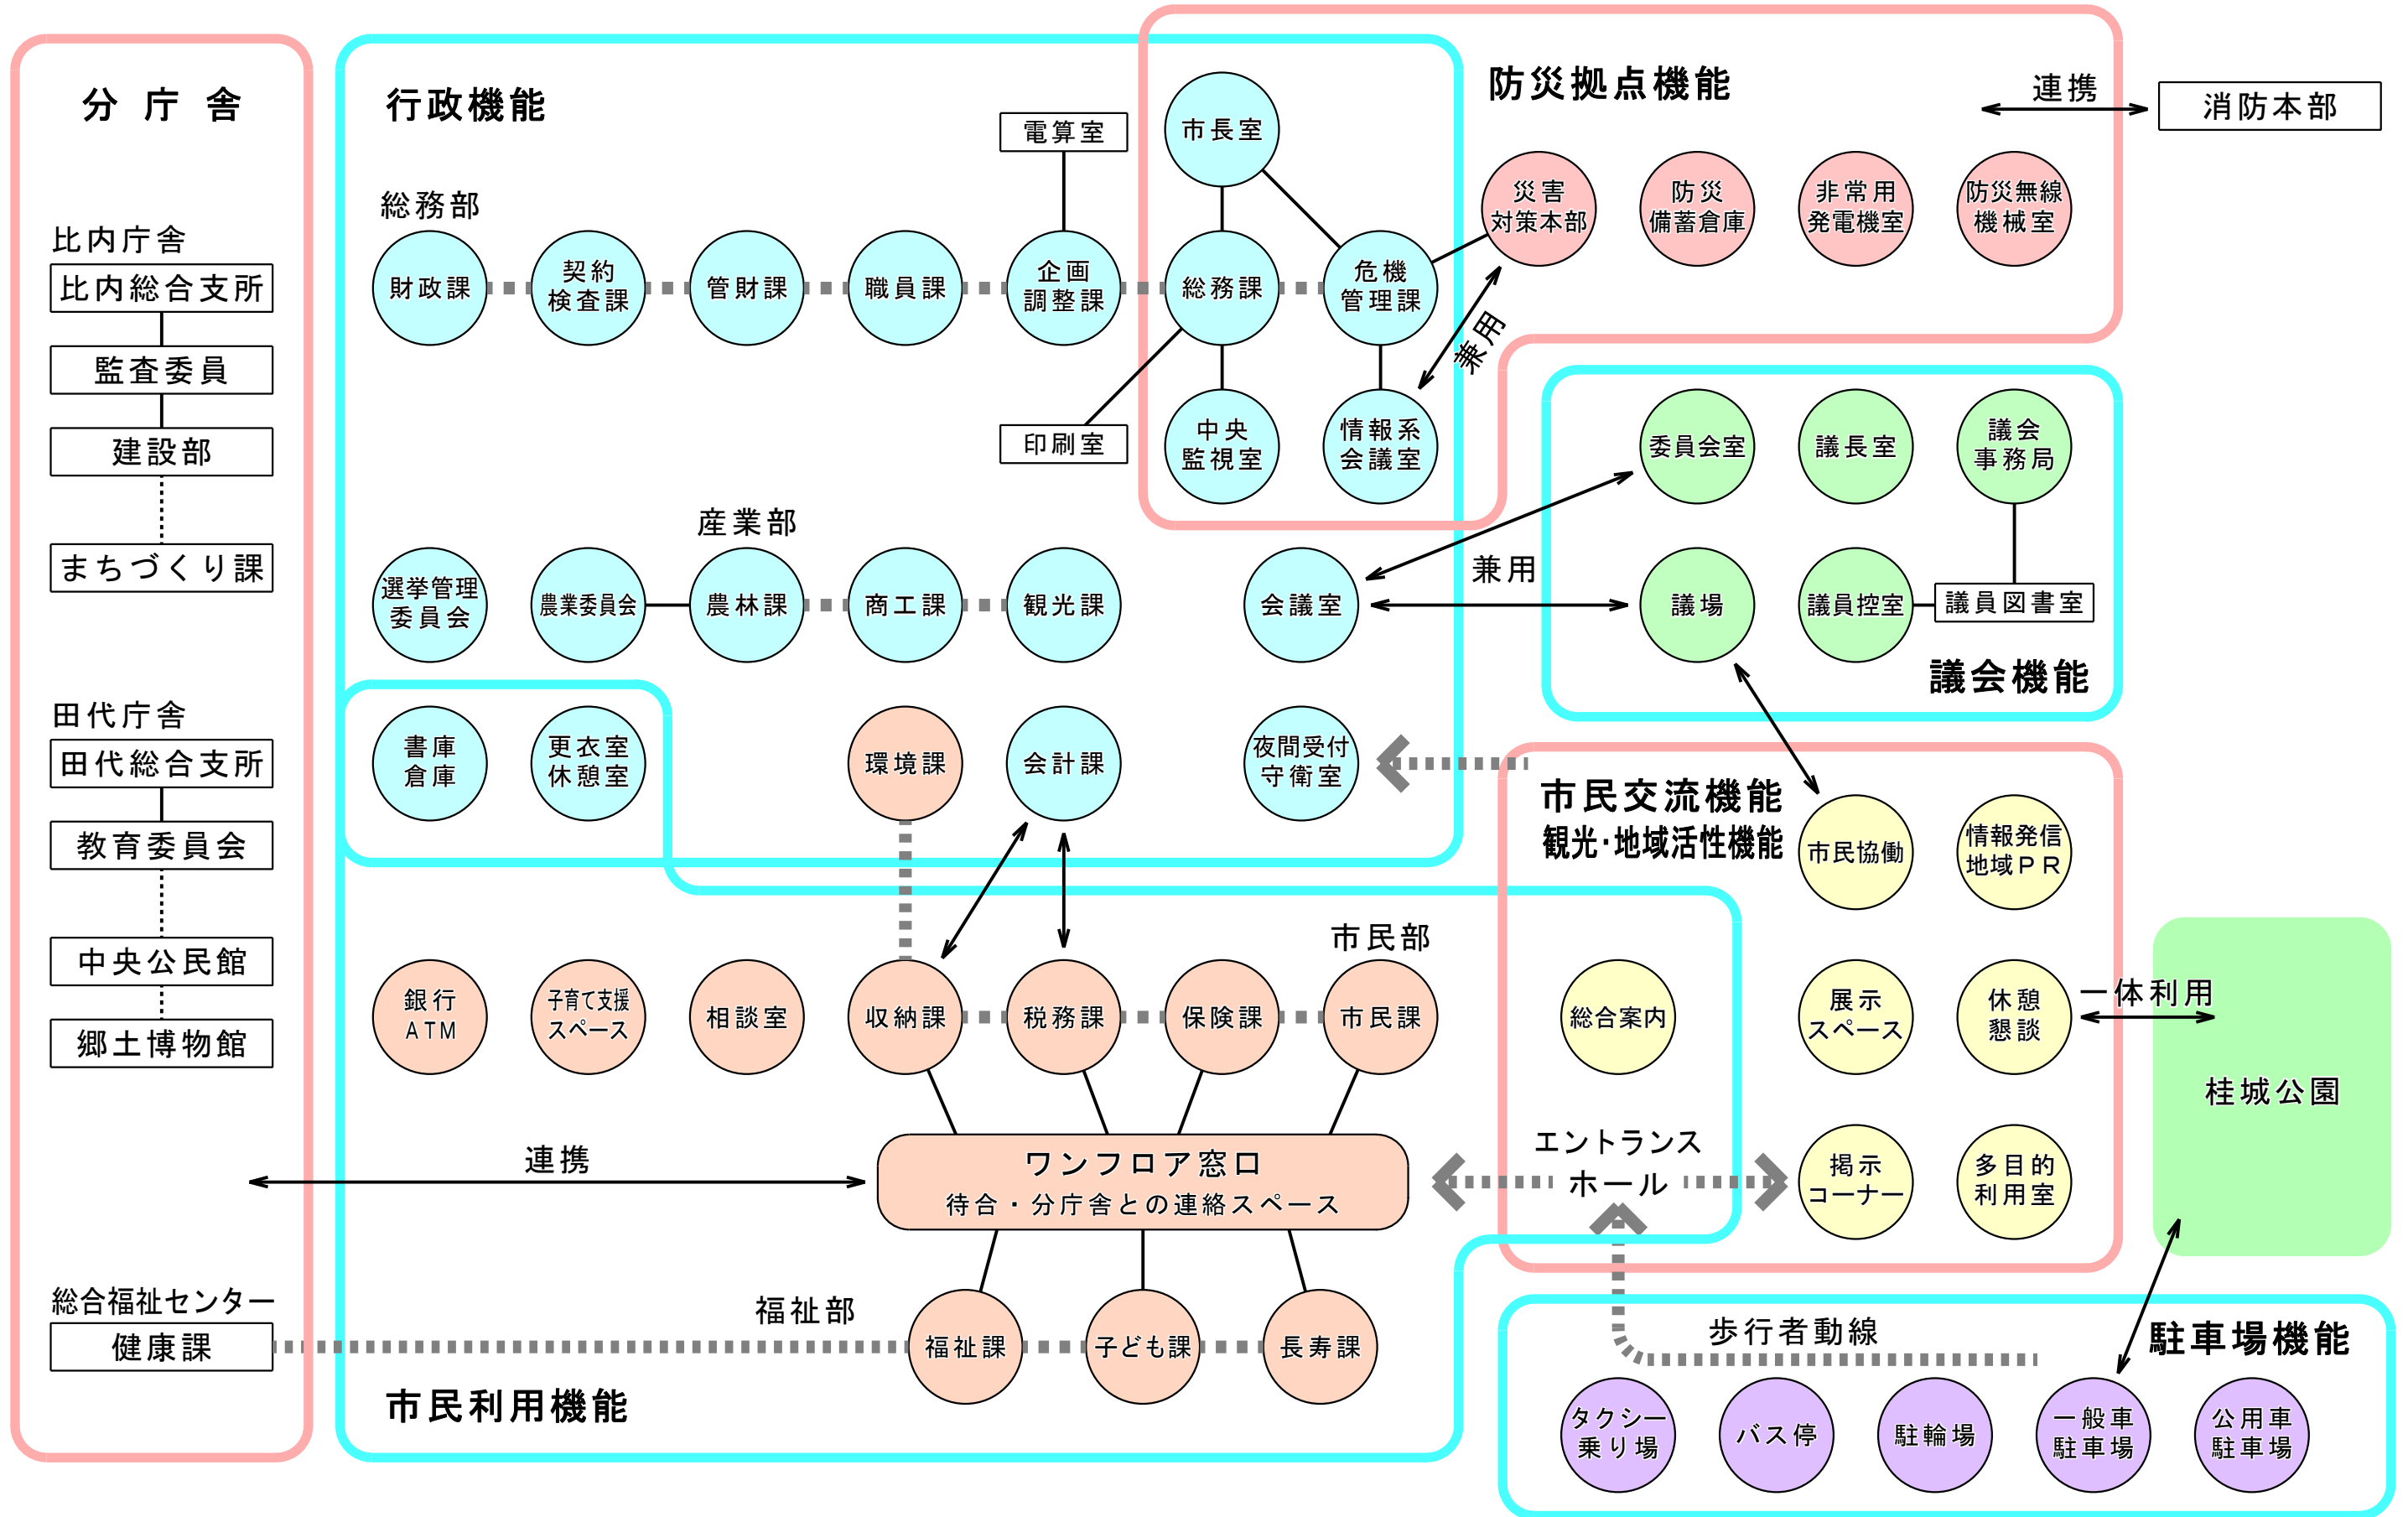 分庁舎
比内庁舎
比内総合支所
監査委員
建設部
まちづくり課
田代庁舎
田代総合支所
教育委員会
中央公民館
郷土博物館
総合福祉センター
健康課
行政機能
総務部
財政課
契約
検査課
管財課
職員課
企画
調整課
電算室
市長室
総務課
危機
管理課
印刷室
中央
監視室
情報系
会議室
防災拠点機能
連携
消防本部
災害
対策本部
防災
備蓄倉庫
非常用
発電機室
防災無線
機械室
兼用
産業部
選挙管理
委員会
農業委員会
農林課
商工課
観光課
会議室
兼用
委員会室
議長室
議会
事務局
議場
議員控室
議員図書室
議会機能
書庫
倉庫
更衣室
休憩室
環境課
会計課
夜間受付
守衛室
市民交流機能
観光・地域活性機能
市民協働
情報発信
地域PR
市民部
銀行
ATM
子育て支援
スペース
相談室
収納課
税務課
保険課
市民課
総合案内
展示
スペース
休憩
懇談
一体利用
桂城公園
連携
ワンフロア窓口
待合・分庁舎との連絡スペース
エントランス
ホール
掲示
コーナー
多目的
利用室
福祉部
福祉課
子ども課
長寿課
市民利用機能
歩行者動線
駐車場機能
タクシー
乗り場
バス停
駐輪場
一般車
駐車場
公用車
駐車場